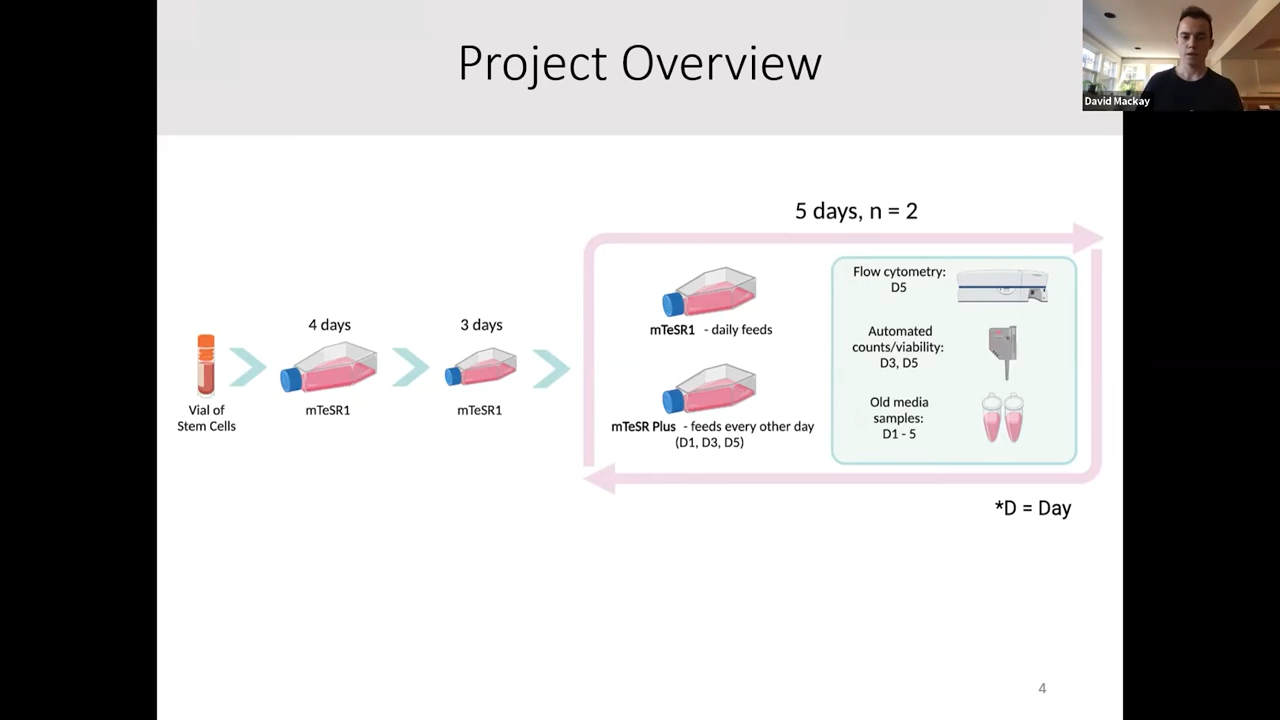 Project Overview
David Mackay
5 days, n = 2
4 days
3 days
Vial of
Stem Cells
mTeSR1
mTeSR1
mTeSR1 - daily feeds
mTeSR Plus - feeds every other day
(D1, D3, D5)
Flow cytometry:
D5
Automated
counts/viability:
D3, D5
Old media
samples:
D1 - 5
*D = Day
4